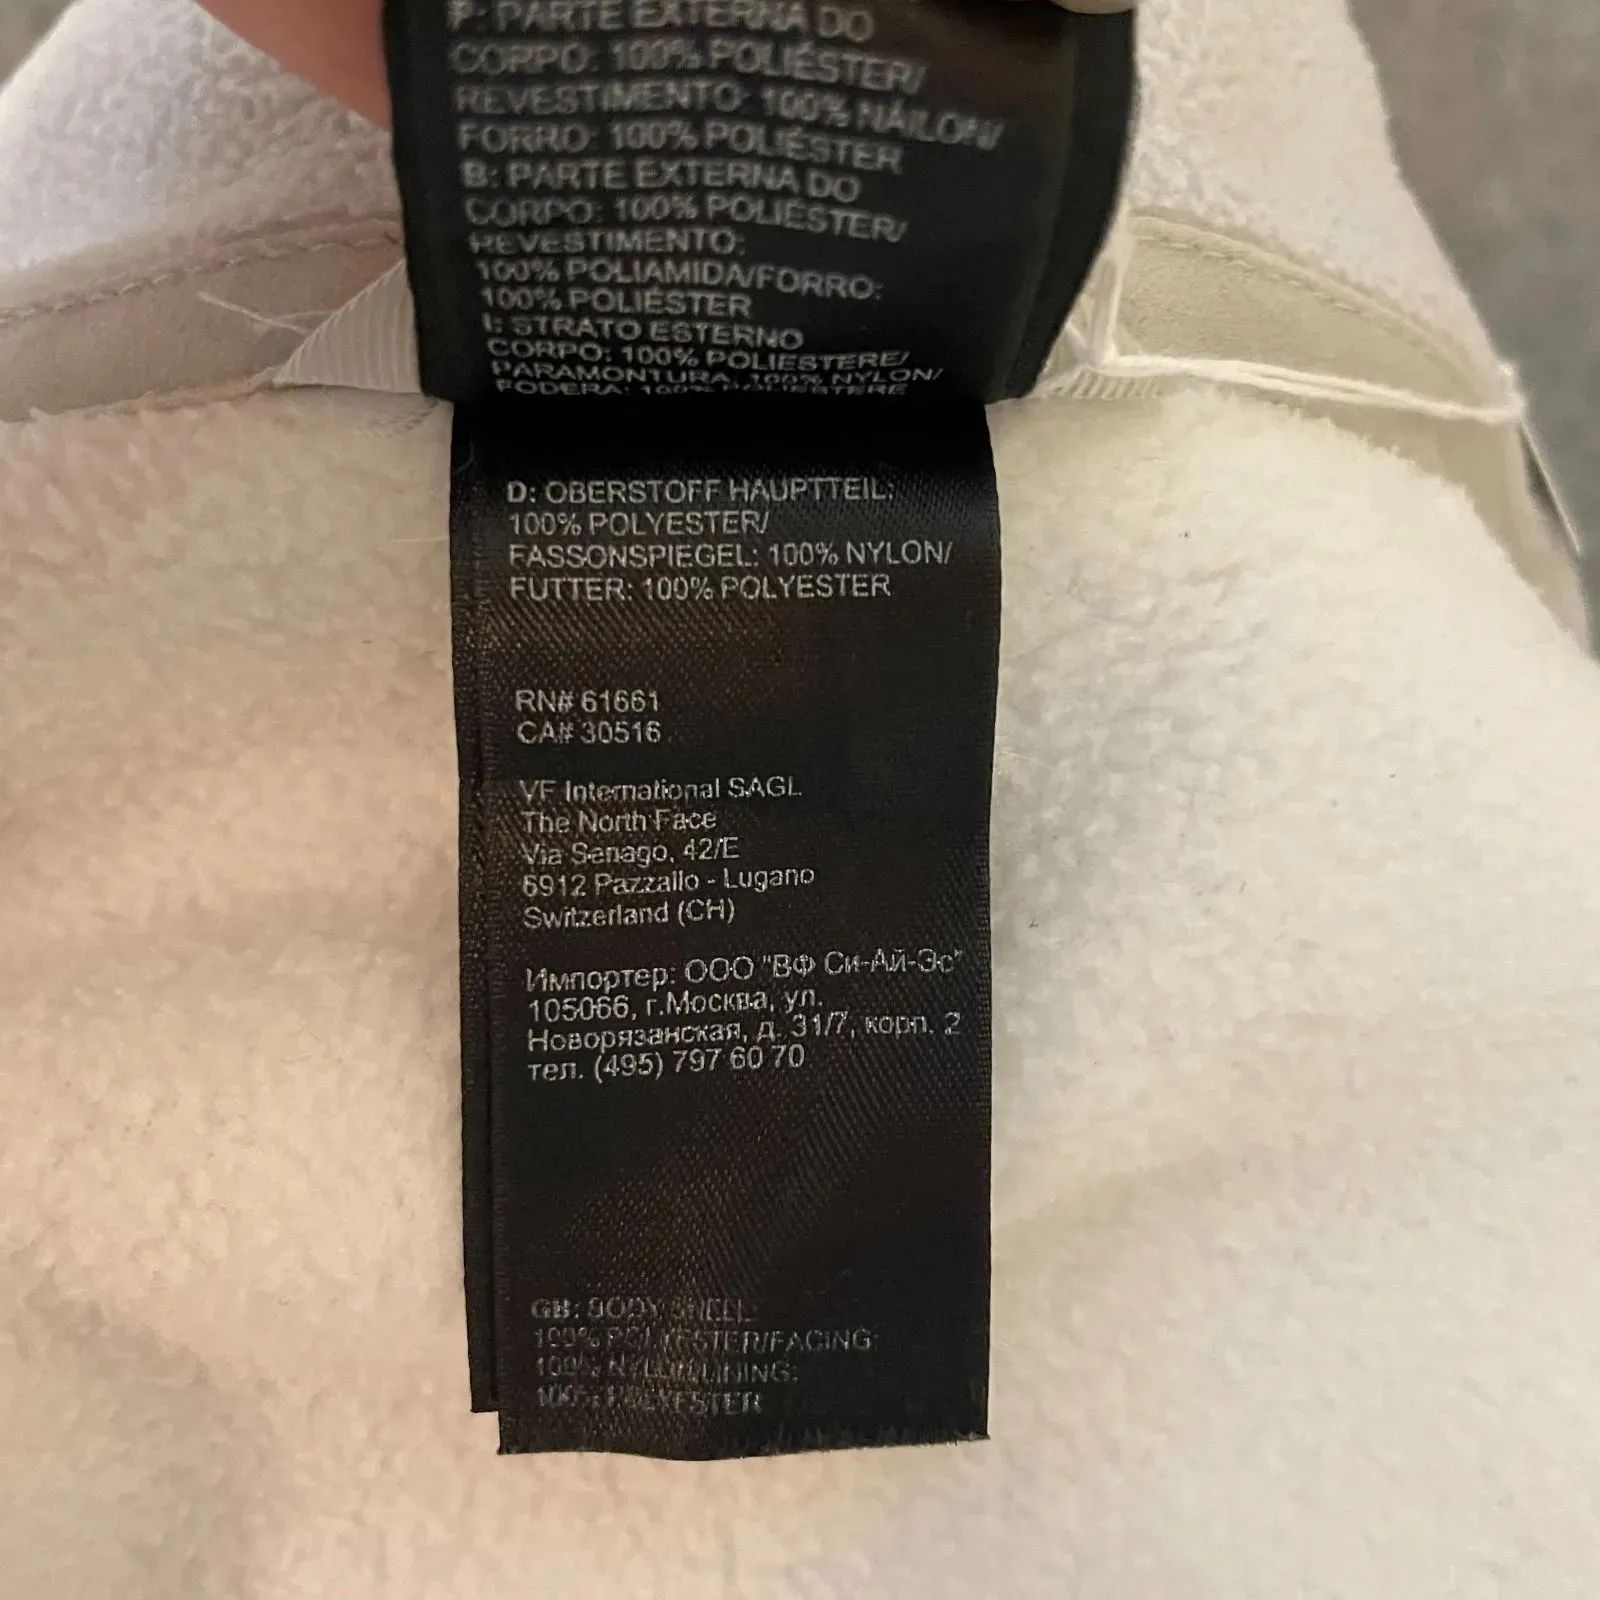 P: PARTE EXTERNA DO
CORPO: 100% POLIÉSTER/
REVESTIMENTO: 100% NÁILON/
FORRO: 100% POLIÉSTER
B: PARTE EXTERNA DO
CORPO: 100% POLIÉSTER/
REVESTIMENTO:
100% POLIAMIDA/FORRO:
100% POLIÉSTER
I: STRATO ESTERNO
CORPO: 100% POLIESTERE/
PARAMONTURA: 100% NYLON/
FODERA: 100% POLIESTERE
D: OBERSTOFF HAUPTTEIL:
100% POLYESTER/
FASSONSPIEGEL: 100% NYLON/
FUTTER: 100% POLYESTER
RN# 61661
CA# 30516
VF International SAGL
The North Face
Via Senago, 42/E
6912 Pazzallo - Lugano
Switzerland (CH)
Импортер: ООО "ВФ Си-Ай-Эс"
105066, г.Москва, ул.
Новорязанская, д. 31/7, корп. 2
тел. (495) 797 60 70
GB: BODY SHELL:
100% POLYESTER/FACING:
100% NYLON/LINING:
100% POLYESTER